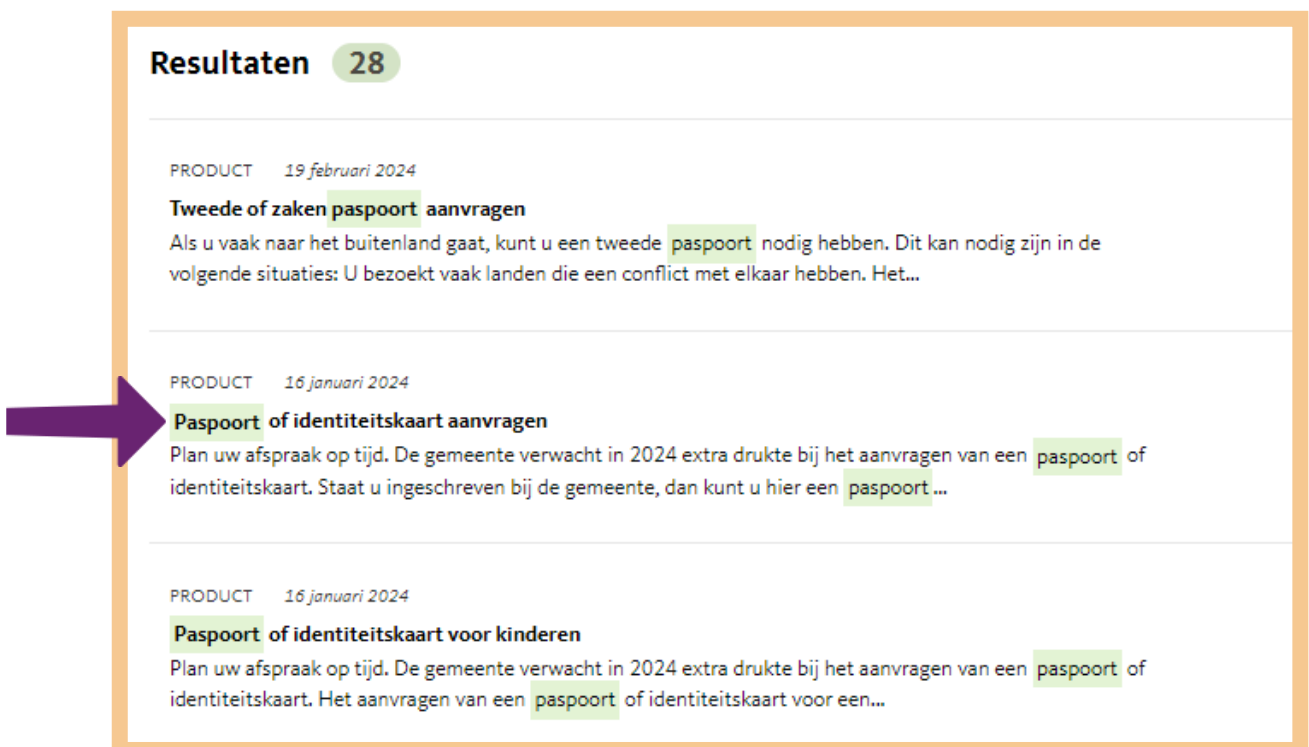 Resultaten 28
PRODUCT 19 februari 2024
Tweede of zaken paspoort aanvragen
Als u vaak naar het buitenland gaat, kunt u een tweede paspoort nodig hebben. Dit kan nodig zijn in de
volgende situaties: U bezoekt vaak landen die een conflict met elkaar hebben. Het...
PRODUCT 16 januari 2024
Paspoort of identiteitskaart aanvragen
Plan uw afspraak op tijd. De gemeente verwacht in 2024 extra drukte bij het aanvragen van een paspoort of
identiteitskaart. Staat u ingeschreven bij de gemeente, dan kunt u hier een paspoort...
PRODUCT 16 januari 2024
Paspoort of identiteitskaart voor kinderen
Plan uw afspraak op tijd. De gemeente verwacht in 2024 extra drukte bij het aanvragen van een paspoort of
identiteitskaart. Het aanvragen van een paspoort of identiteitskaart voor een...